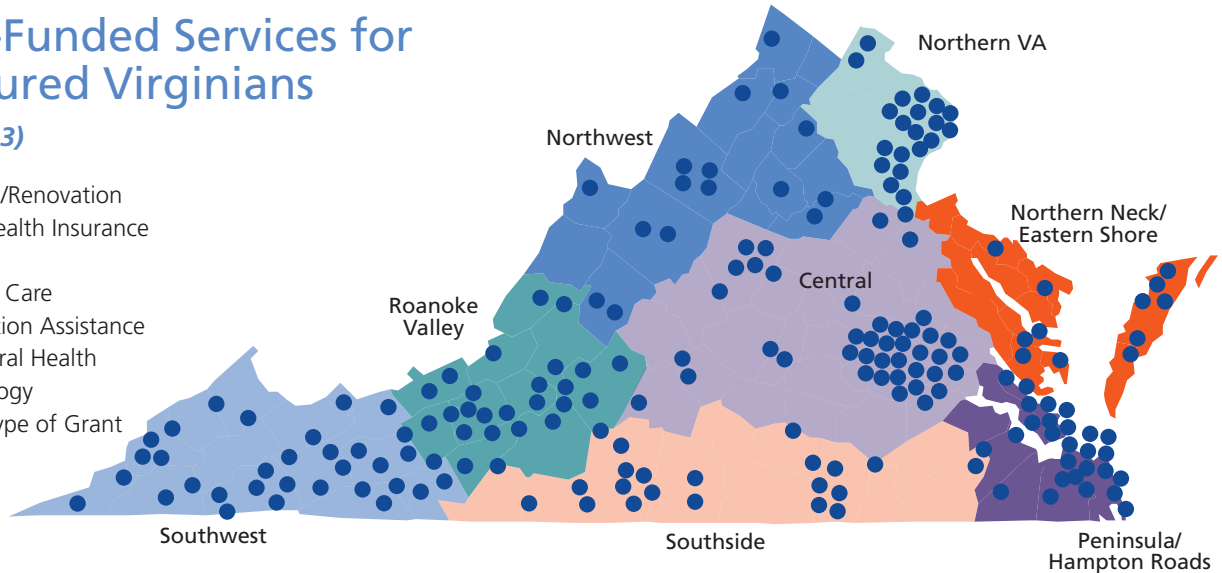 -Funded Services for
ured Virginians
3)
/Renovation
ealth Insurance
Care
tion Assistance
ral Health
ogy
ype of Grant
Northern VA
Northwest
Northern Neck/
Eastern Shore
Central
Roanoke
Valley
Southwest
Southside
Peninsula/
Hampton Roads